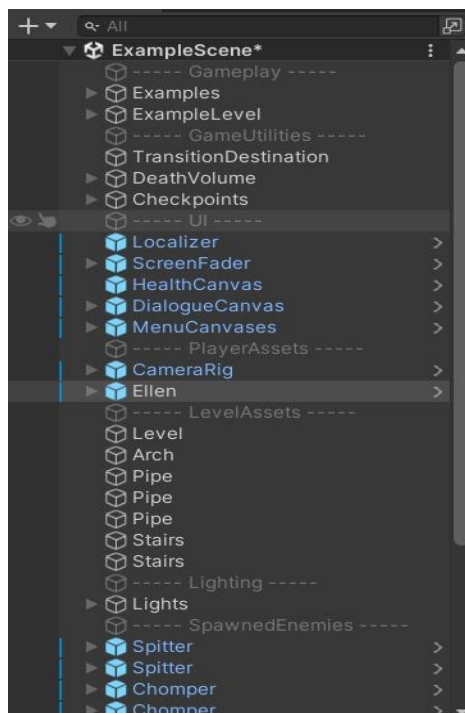 All
ExampleScene*
----- Gameplay -----
Examples
ExampleLevel
----- GameUtilities -----
TransitionDestination
DeathVolume
Checkpoints
----- UI -----
Localizer
ScreenFader
HealthCanvas
DialogueCanvas
MenuCanvases
----- PlayerAssets -----
CameraRig
Ellen
----- LevelAssets -----
Level
Arch
Pipe
Pipe
Pipe
Stairs
Stairs
----- Lighting -----
Lights
----- SpawnedEnemies -----
Spitter
Spitter
Chomper
Chomper